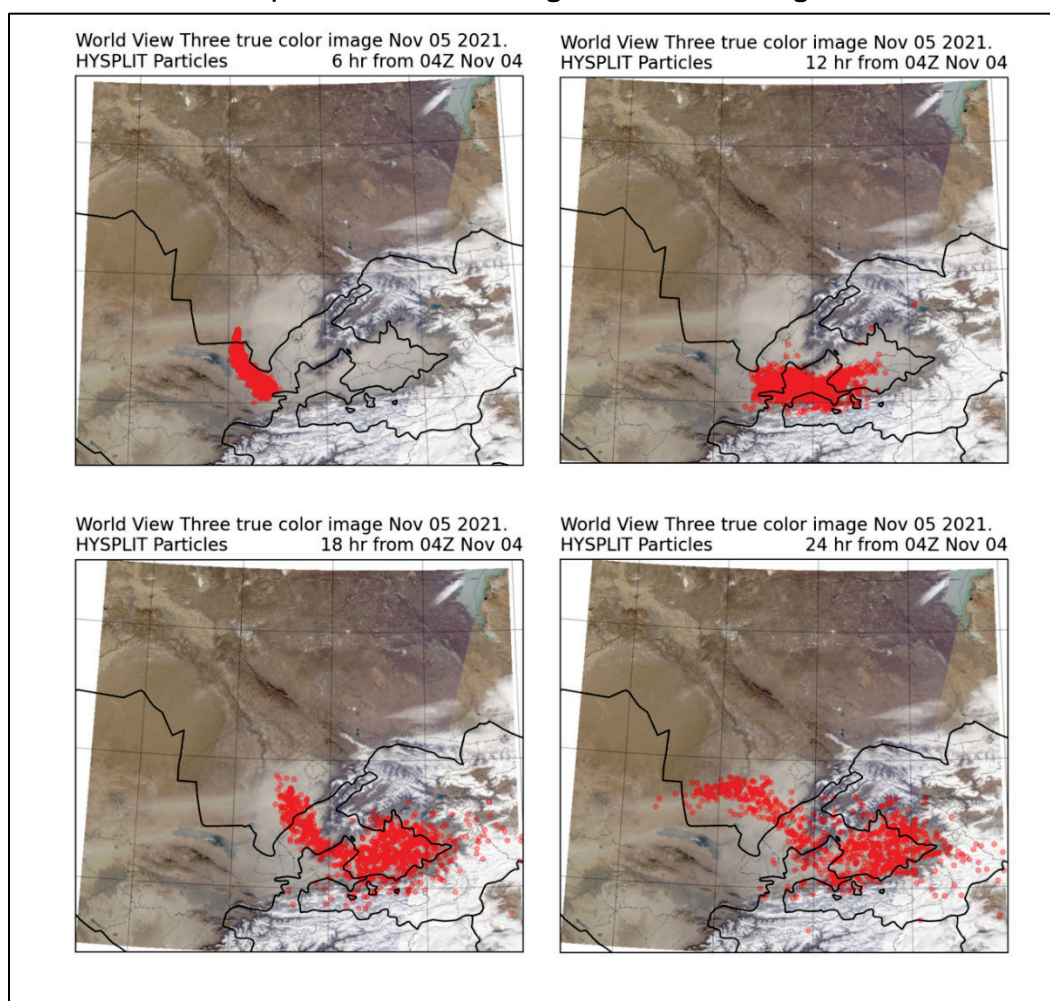 World View Three true color image Nov 05 2021.
HYSPLIT Particles 6 hr from 04Z Nov 04
World View Three true color image Nov 05 2021.
HYSPLIT Particles 12 hr from 04Z Nov 04
World View Three true color image Nov 05 2021.
HYSPLIT Particles 18 hr from 04Z Nov 04
World View Three true color image Nov 05 2021.
HYSPLIT Particles 24 hr from 04Z Nov 04